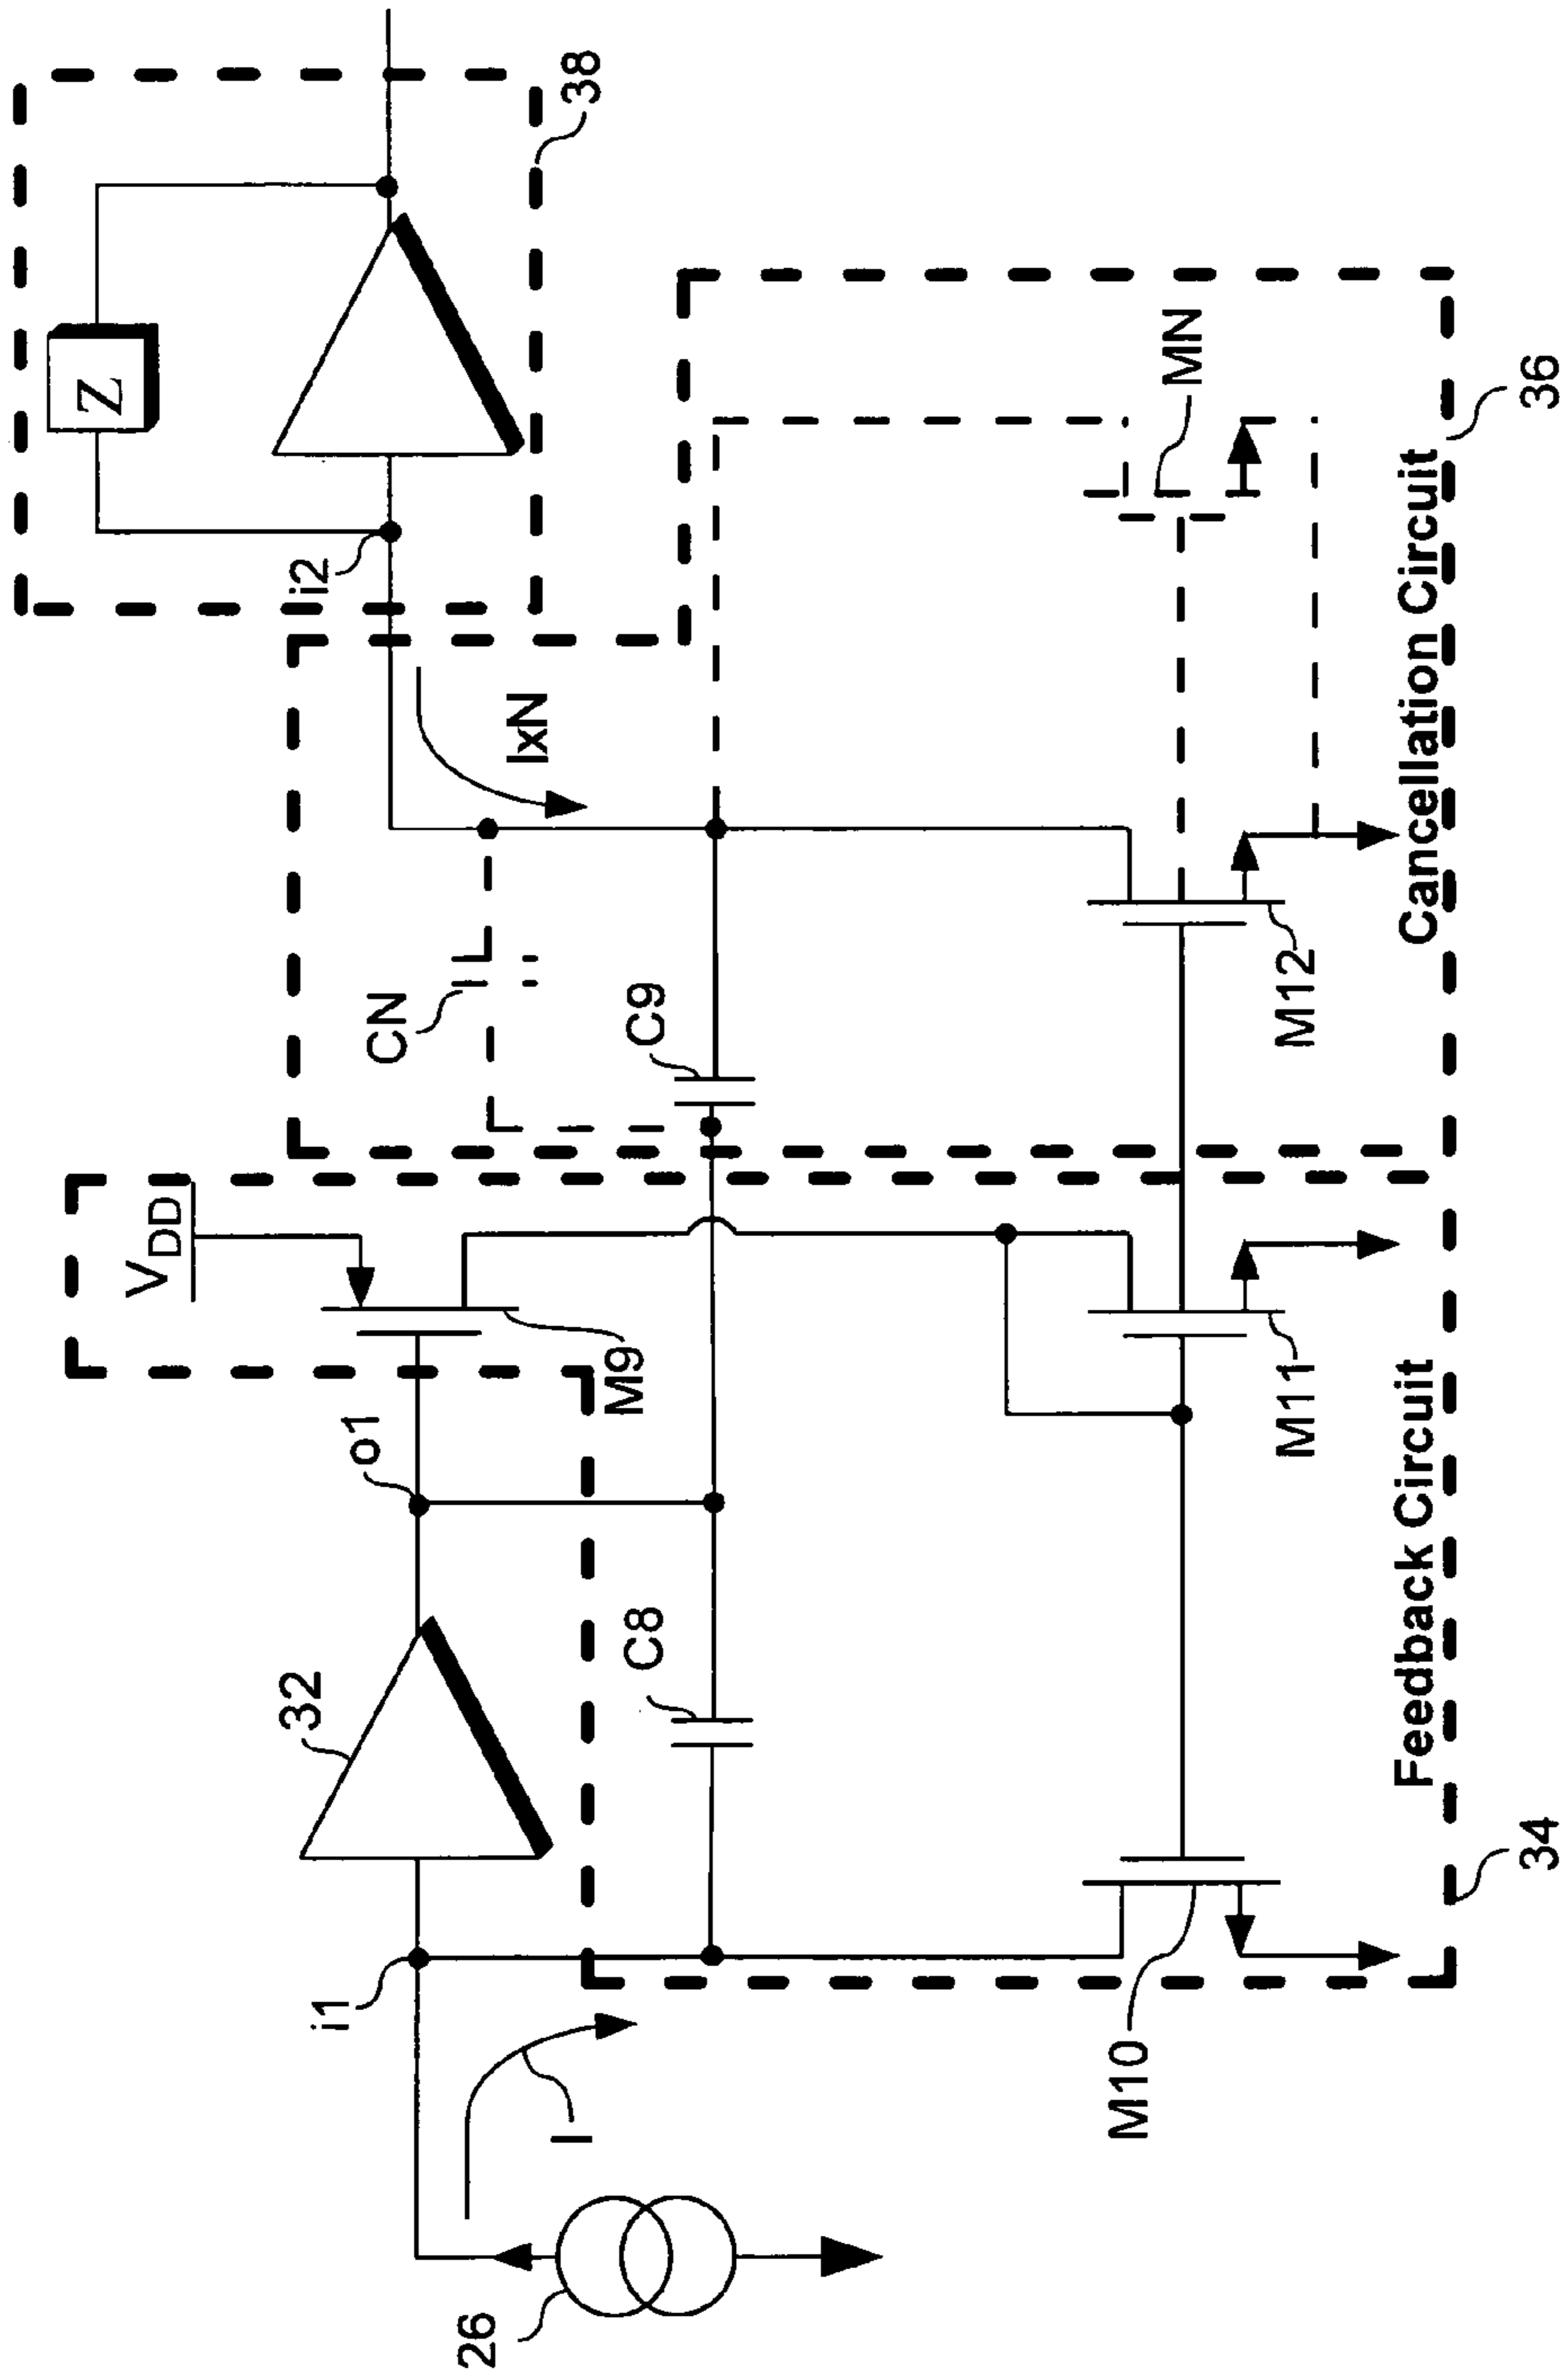 38
Z
i2
IxN
MN
36
Cancellation Circuit
CN
C9
M12
VDD
M9
o1
M11
Feedback Circuit
32
C8
34
i1
I
M10
26